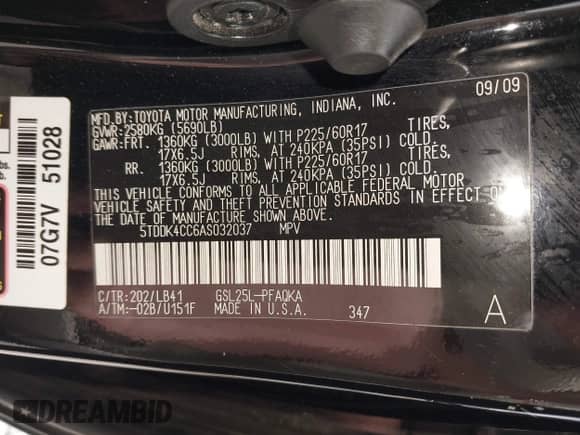 09/09
MFD.BY:TOYOTA MOTOR MANUFACTURING, INDIANA, INC.
GVWR:2580KG (5690LB)
GAWR:FRT. 1360KG (3000LB) WITH P225/60R17 TIRES,
17X6.5J RIMS, AT 240KPA (35PSI) COLD.
RR. 1360KG (3000LB) WITH P225/60R17 TIRES,
17X6.5J RIMS, AT 240KPA (35PSI) COLD.
THIS VEHICLE CONFORMS TO ALL APPLICABLE FEDERAL MOTOR
VEHICLE SAFETY AND THEFT PREVENTION STANDARDS IN EFFECT ON
THE DATE OF MANUFACTURE SHOWN ABOVE.
5TDDK4CC6AS032037 MPV
C/TR:202/LB41 GSL25L-PFAQKA
A/TM:-02B/U151F MADE IN U.S.A. 347
A
07G7V 51028
lbs.
b.
DREAMBID